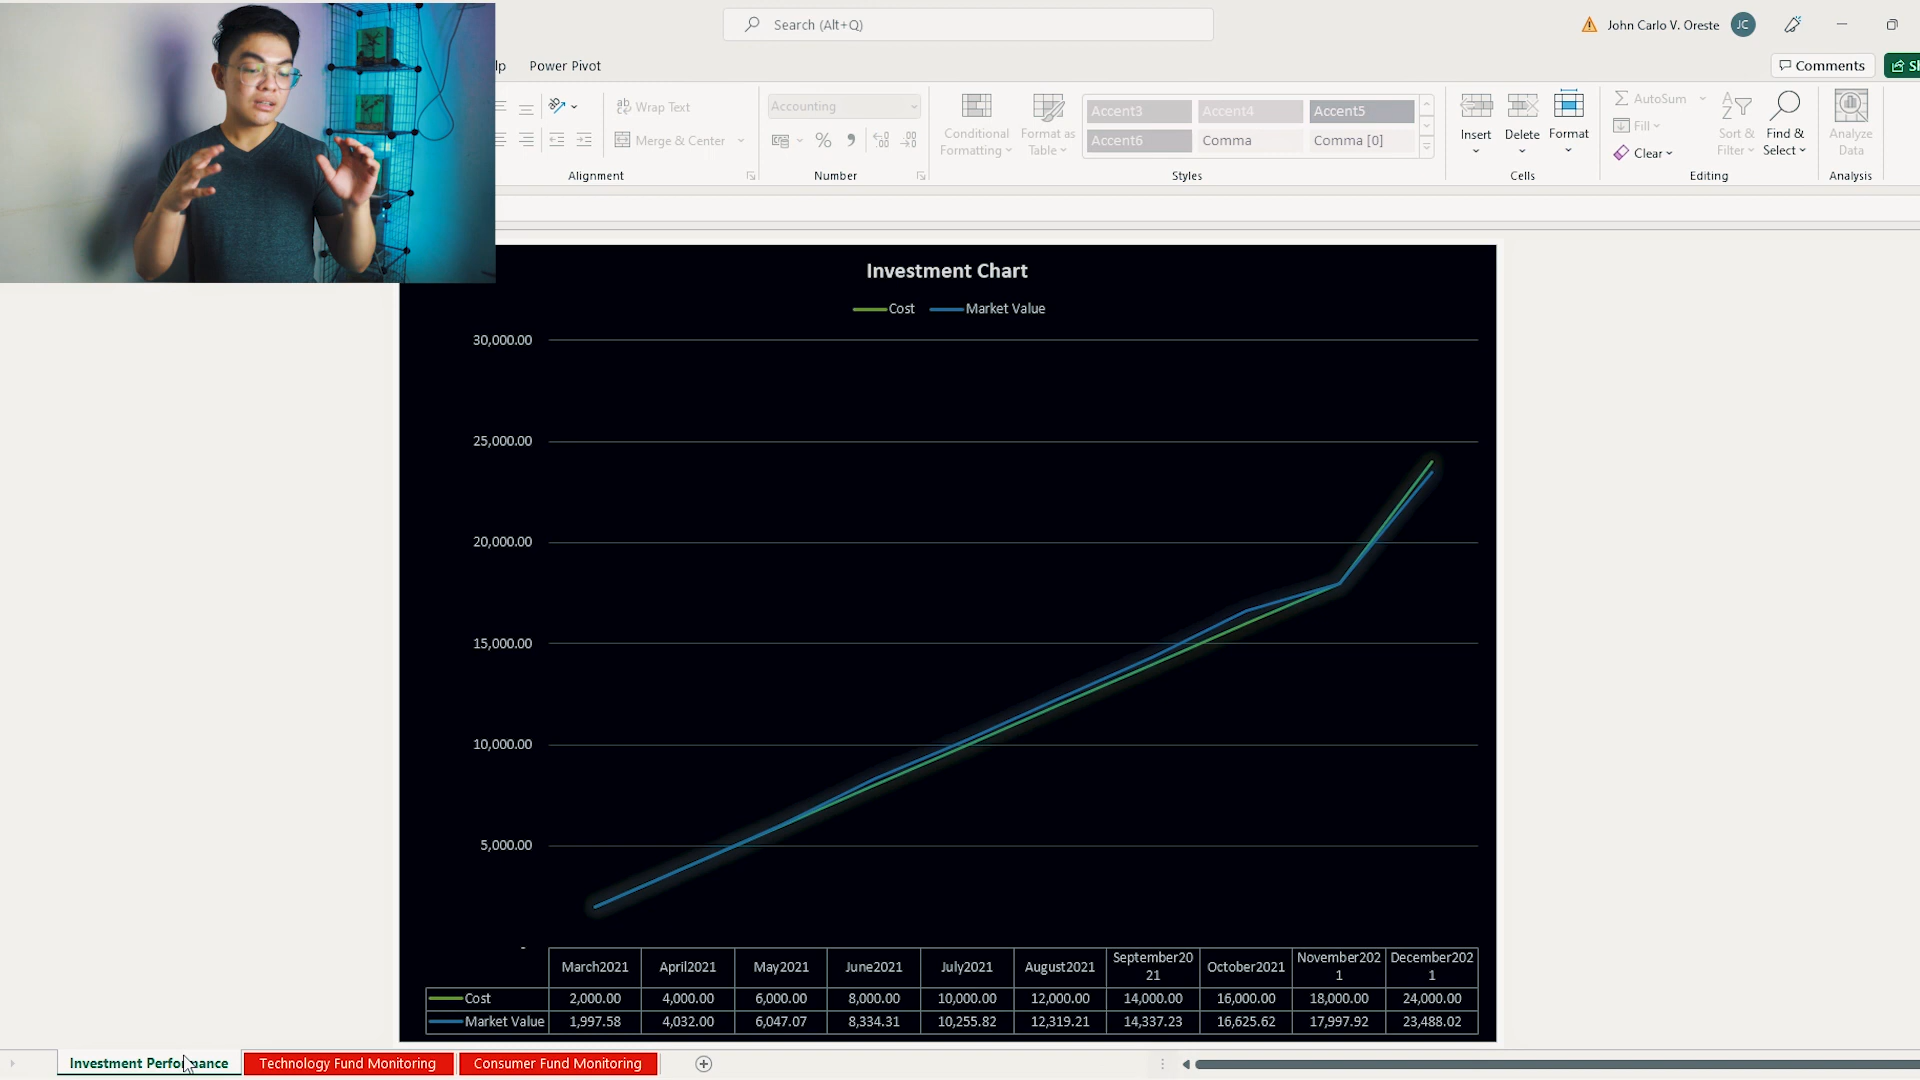 Search (Alt+Q)
John Carlo V. Oreste
JC
lp
Power Pivot
Comments
Sh
ab Wrap Text
Merge & Center
Alignment
Accounting
%
Number
Conditional
Formatting
Format as
Table
Accent3
Accent4
Accent5
Accent6
Comma
Comma [0]
Styles
Insert
Delete
Format
Cells
AutoSum
Fill
Clear
Sort &
Filter
Find &
Select
Editing
Analyze
Data
Analysis
Investment Chart
Cost Market Value
30,000.00
25,000.00
20,000.00
15,000.00
10,000.00
5,000.00
-
March2021 April2021 May2021 June2021 July2021 August2021 September20 October2021 November202 December202
21 1 1
Cost 2,000.00 4,000.00 6,000.00 8,000.00 10,000.00 12,000.00 14,000.00 16,000.00 18,000.00 24,000.00
Market Value 1,997.58 4,032.00 6,047.07 8,334.31 10,255.82 12,319.21 14,337.23 16,625.62 17,997.92 23,488.02
Investment Performance
Technology Fund Monitoring
Consumer Fund Monitoring